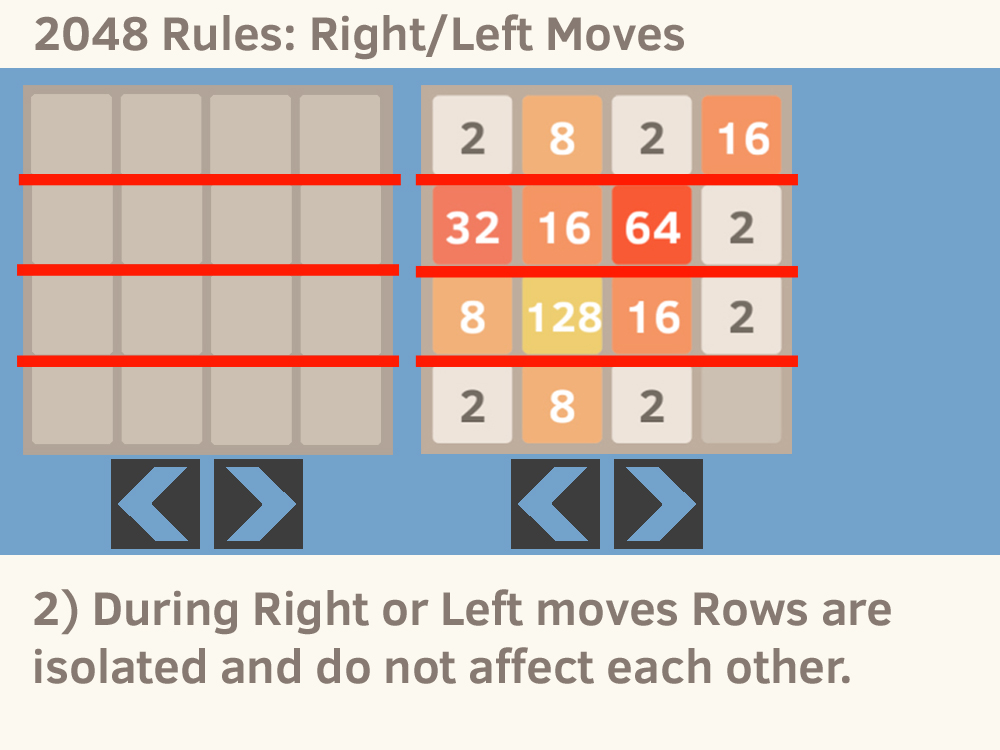 2048 Rules: Right/Left Moves
2 8 2 16
32 16 64 2
8 128 16 2
2 8 2
2) During Right or Left moves Rows are
isolated and do not affect each other.